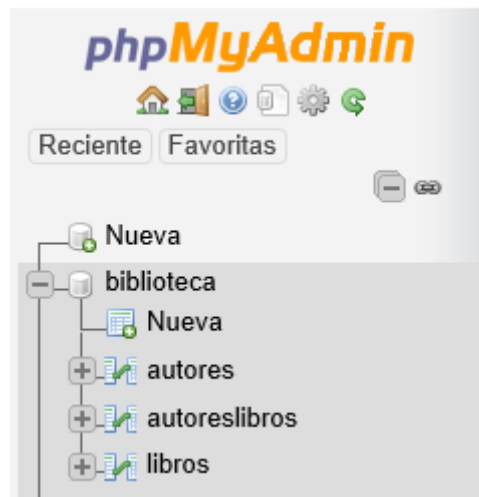 phpMyAdmin
Reciente Favoritas
Nueva
biblioteca
Nueva
autores
autoreslibros
libros